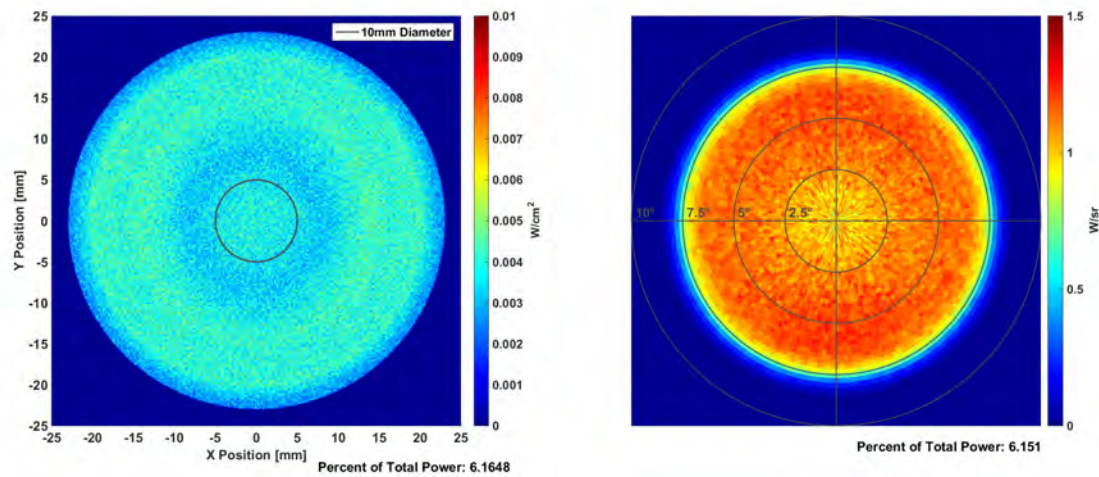 25
20
15
10
5
0
-5
-10
-15
-20
-25
Y Position [mm]
10mm Diameter
-25 -20 -15 -10 -5 0 5 10 15 20 25
X Position [mm]
Percent of Total Power: 6.1648
0.01
0.009
0.008
0.007
0.006
0.005
0.004
0.003
0.002
0.001
0
W/cm²
10° 7.5° 5° 2.5°
Percent of Total Power: 6.151
1.5
1
0.5
0
W/sr